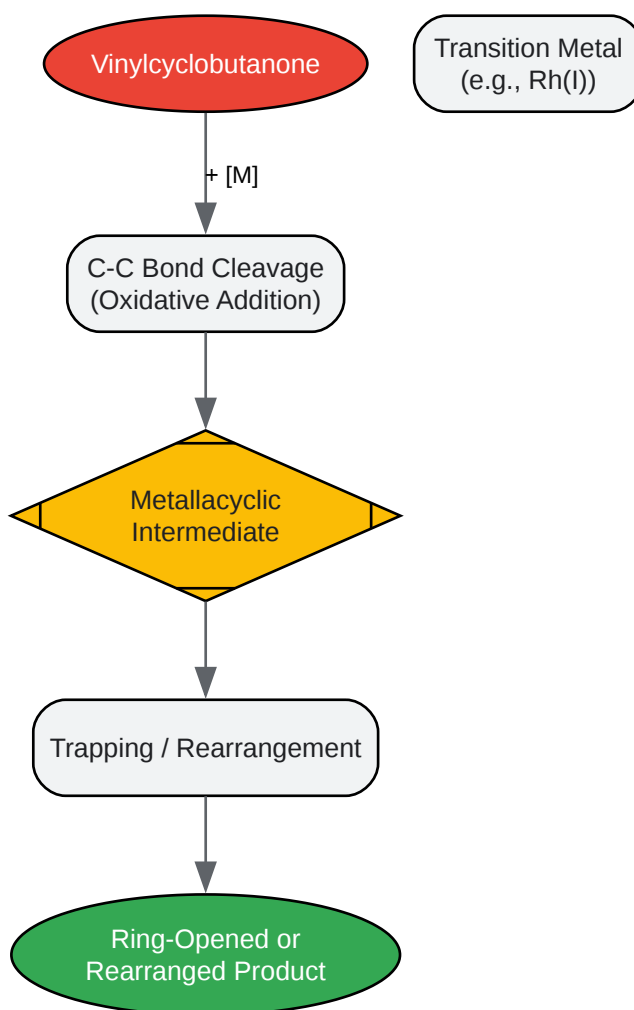 Vinylcyclobutanone
Transition Metal
(e.g., Rh(I))
+ [M]
C-C Bond Cleavage
(Oxidative Addition)
Metallacyclic
Intermediate
Trapping / Rearrangement
Ring-Opened or
Rearranged Product